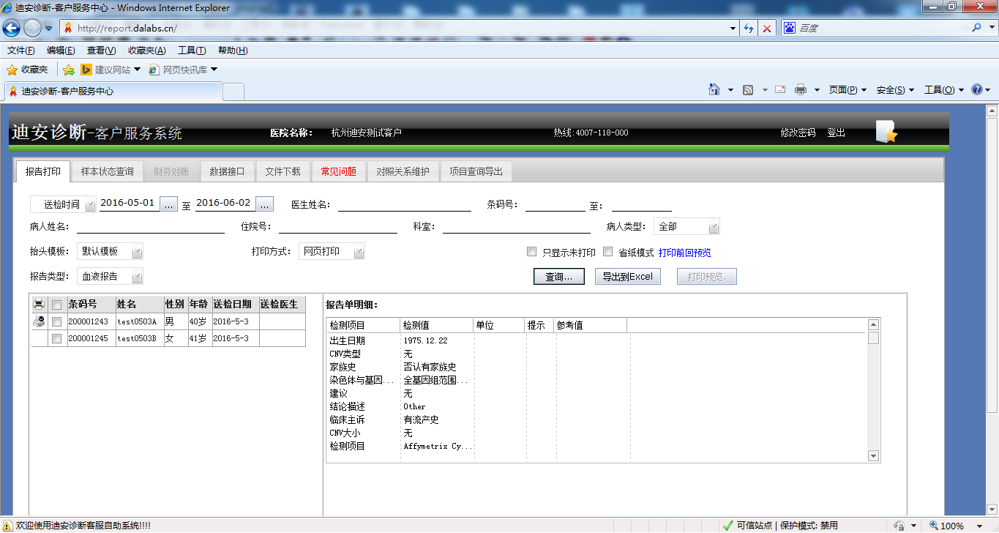 迪安诊断-客户服务中心 - Windows Internet Explorer
http://report.dalabs.cn/
百度
文件(F) 编辑(E) 查看(V) 收藏夹(A) 工具(T) 帮助(H)
收藏夹 建议网站 网页快讯库
迪安诊断-客户服务中心 页面(P) 安全(S) 工具(O)
迪安诊断-客户服务系统 医院名称: 杭州迪安测试客户 热线:4007-118-000 修改密码 登出
报告打印 样本状态查询 财务对账 数据接口 文件下载 常见问题 对照关系维护 项目查询导出
送检时间 2016-05-01 ... 至 2016-06-02 ... 医生姓名: 条码号: 至:
病人姓名: 住院号: 科室: 病人类型: 全部
抬头模板: 默认模板 打印方式: 网页打印 只显示未打印 省纸模式 打印前回预览
报告类型: 血液报告 查询... 导出到Excel 打印预览.
条码号 姓名 性别 年龄 送检日期 送检医生
200001243 test0503A 男 40岁 2016-5-3
200001245 test0503B 女 41岁 2016-5-3
报告单明细:
检测项目 检测值 单位 提示 参考值
出生日期 1975.12.22
CNV类型 无
家族史 否认有家族史
染色体与基因... 全基因组范围...
建议 无
结论描述 Other
临床主诉 有流产史
CNV大小 无
检测项目 Affymetrix Cy...
欢迎使用迪安诊断客服自助系统!!!! 可信站点 | 保护模式: 禁用 100%